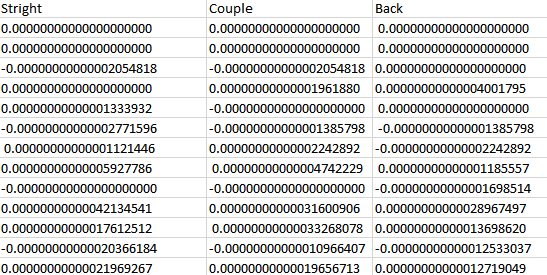 Stright Couple Back
0.00000000000000000000 0.00000000000000000000 0.00000000000000000000
0.00000000000000000000 0.00000000000000000000 0.00000000000000000000
-0.00000000000002054818 -0.00000000000002054818 0.00000000000000000000
0.00000000000000000000 0.00000000000001961880 0.00000000000004001795
0.00000000000001333932 -0.00000000000000000000 0.00000000000000000000
-0.00000000000002771596 -0.00000000000001385798 -0.00000000000001385798
0.00000000000001121446 0.00000000000002242892 -0.00000000000002242892
0.00000000000005927786 0.00000000000004742229 0.00000000000001185557
-0.00000000000000000000 -0.00000000000000000000 -0.00000000000001698514
0.00000000000042134541 0.00000000000031600906 0.00000000000028967497
0.00000000000017612512 0.00000000000033268078 0.00000000000013698620
-0.00000000000020366184 -0.00000000000010966407 -0.00000000000012533037
0.00000000000021969267 0.00000000000019656713 0.00000000000012719049